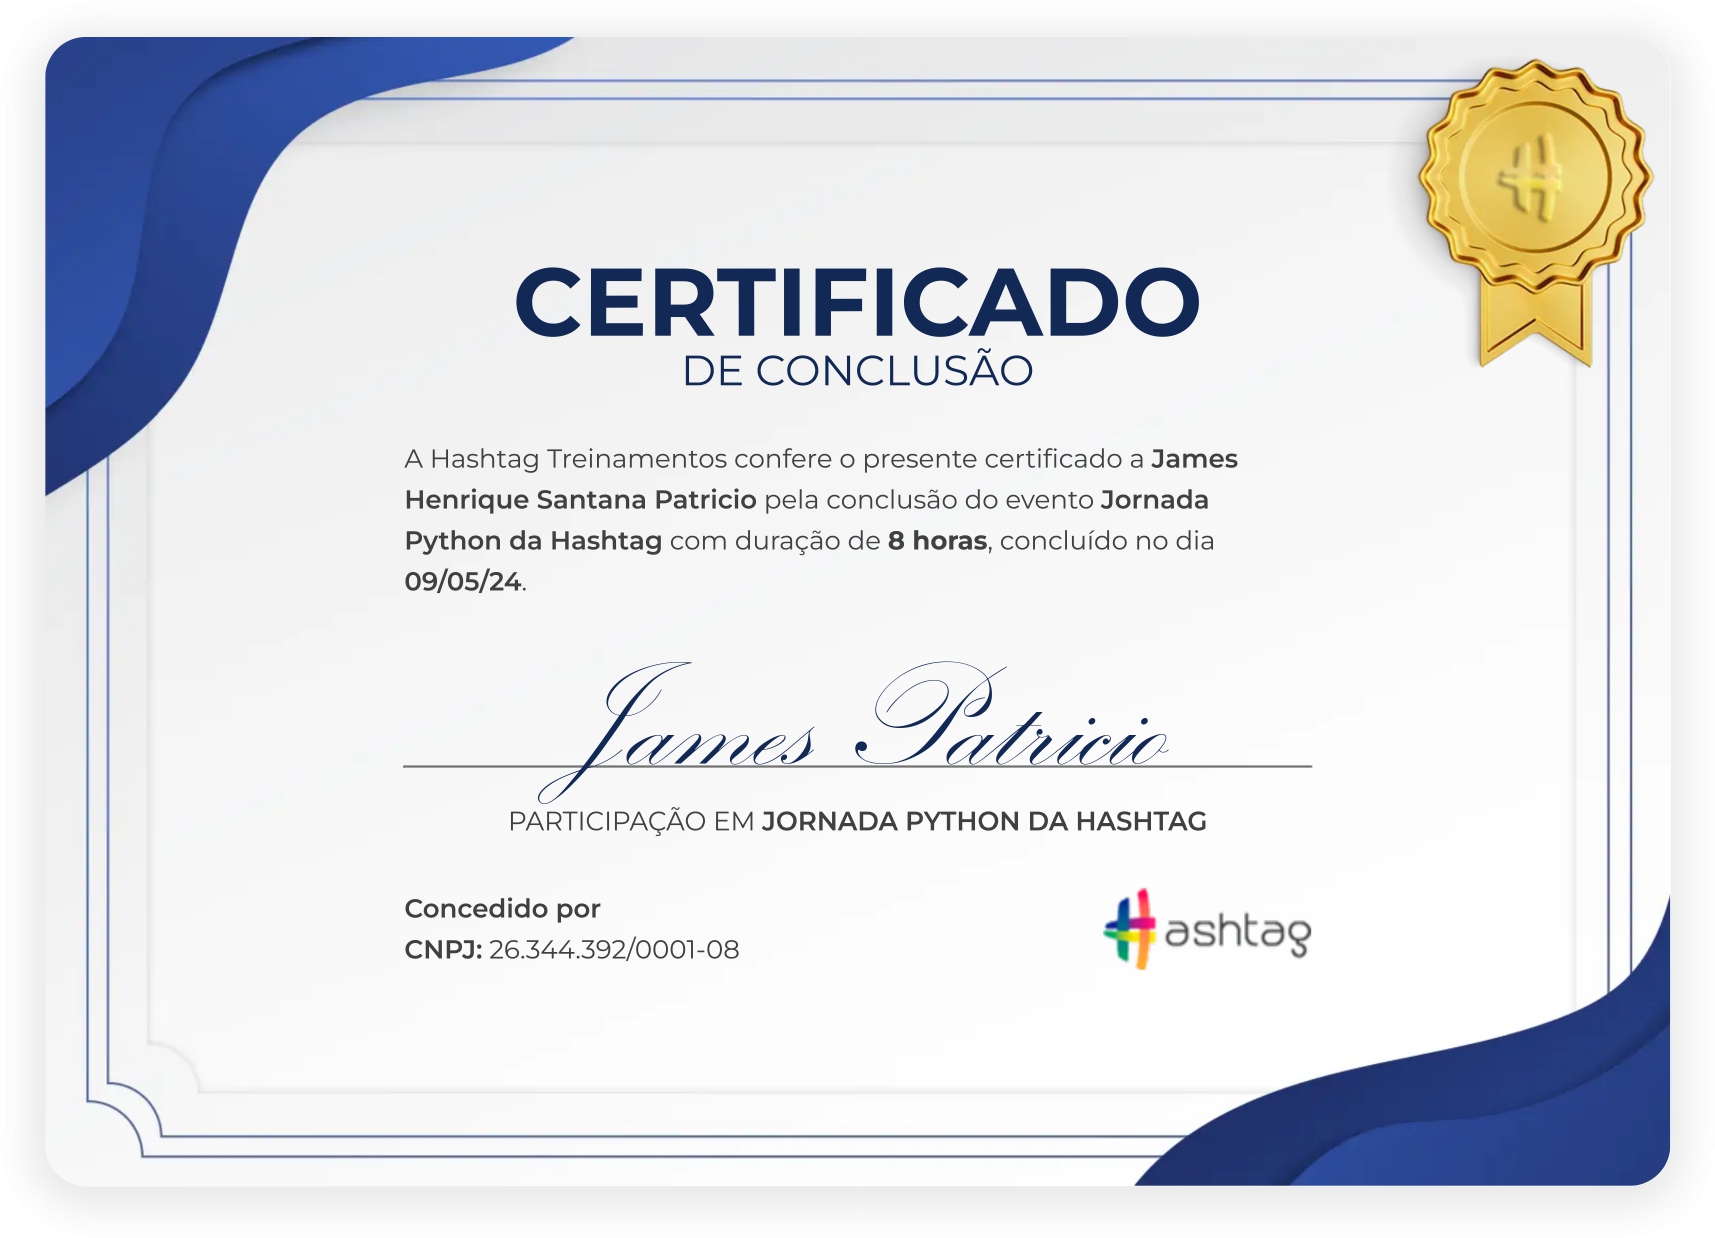 CERTIFICADO
DE CONCLUSÃO
A Hashtag Treinamentos confere o presente certificado a James
Henrique Santana Patricio pela conclusão do evento Jornada
Python da Hashtag com duração de 8 horas, concluído no dia
09/05/24.
James Patricio
PARTICIPAÇÃO EM JORNADA PYTHON DA HASHTAG
Concedido por
CNPJ: 26.344.392/0001-08
ashtag